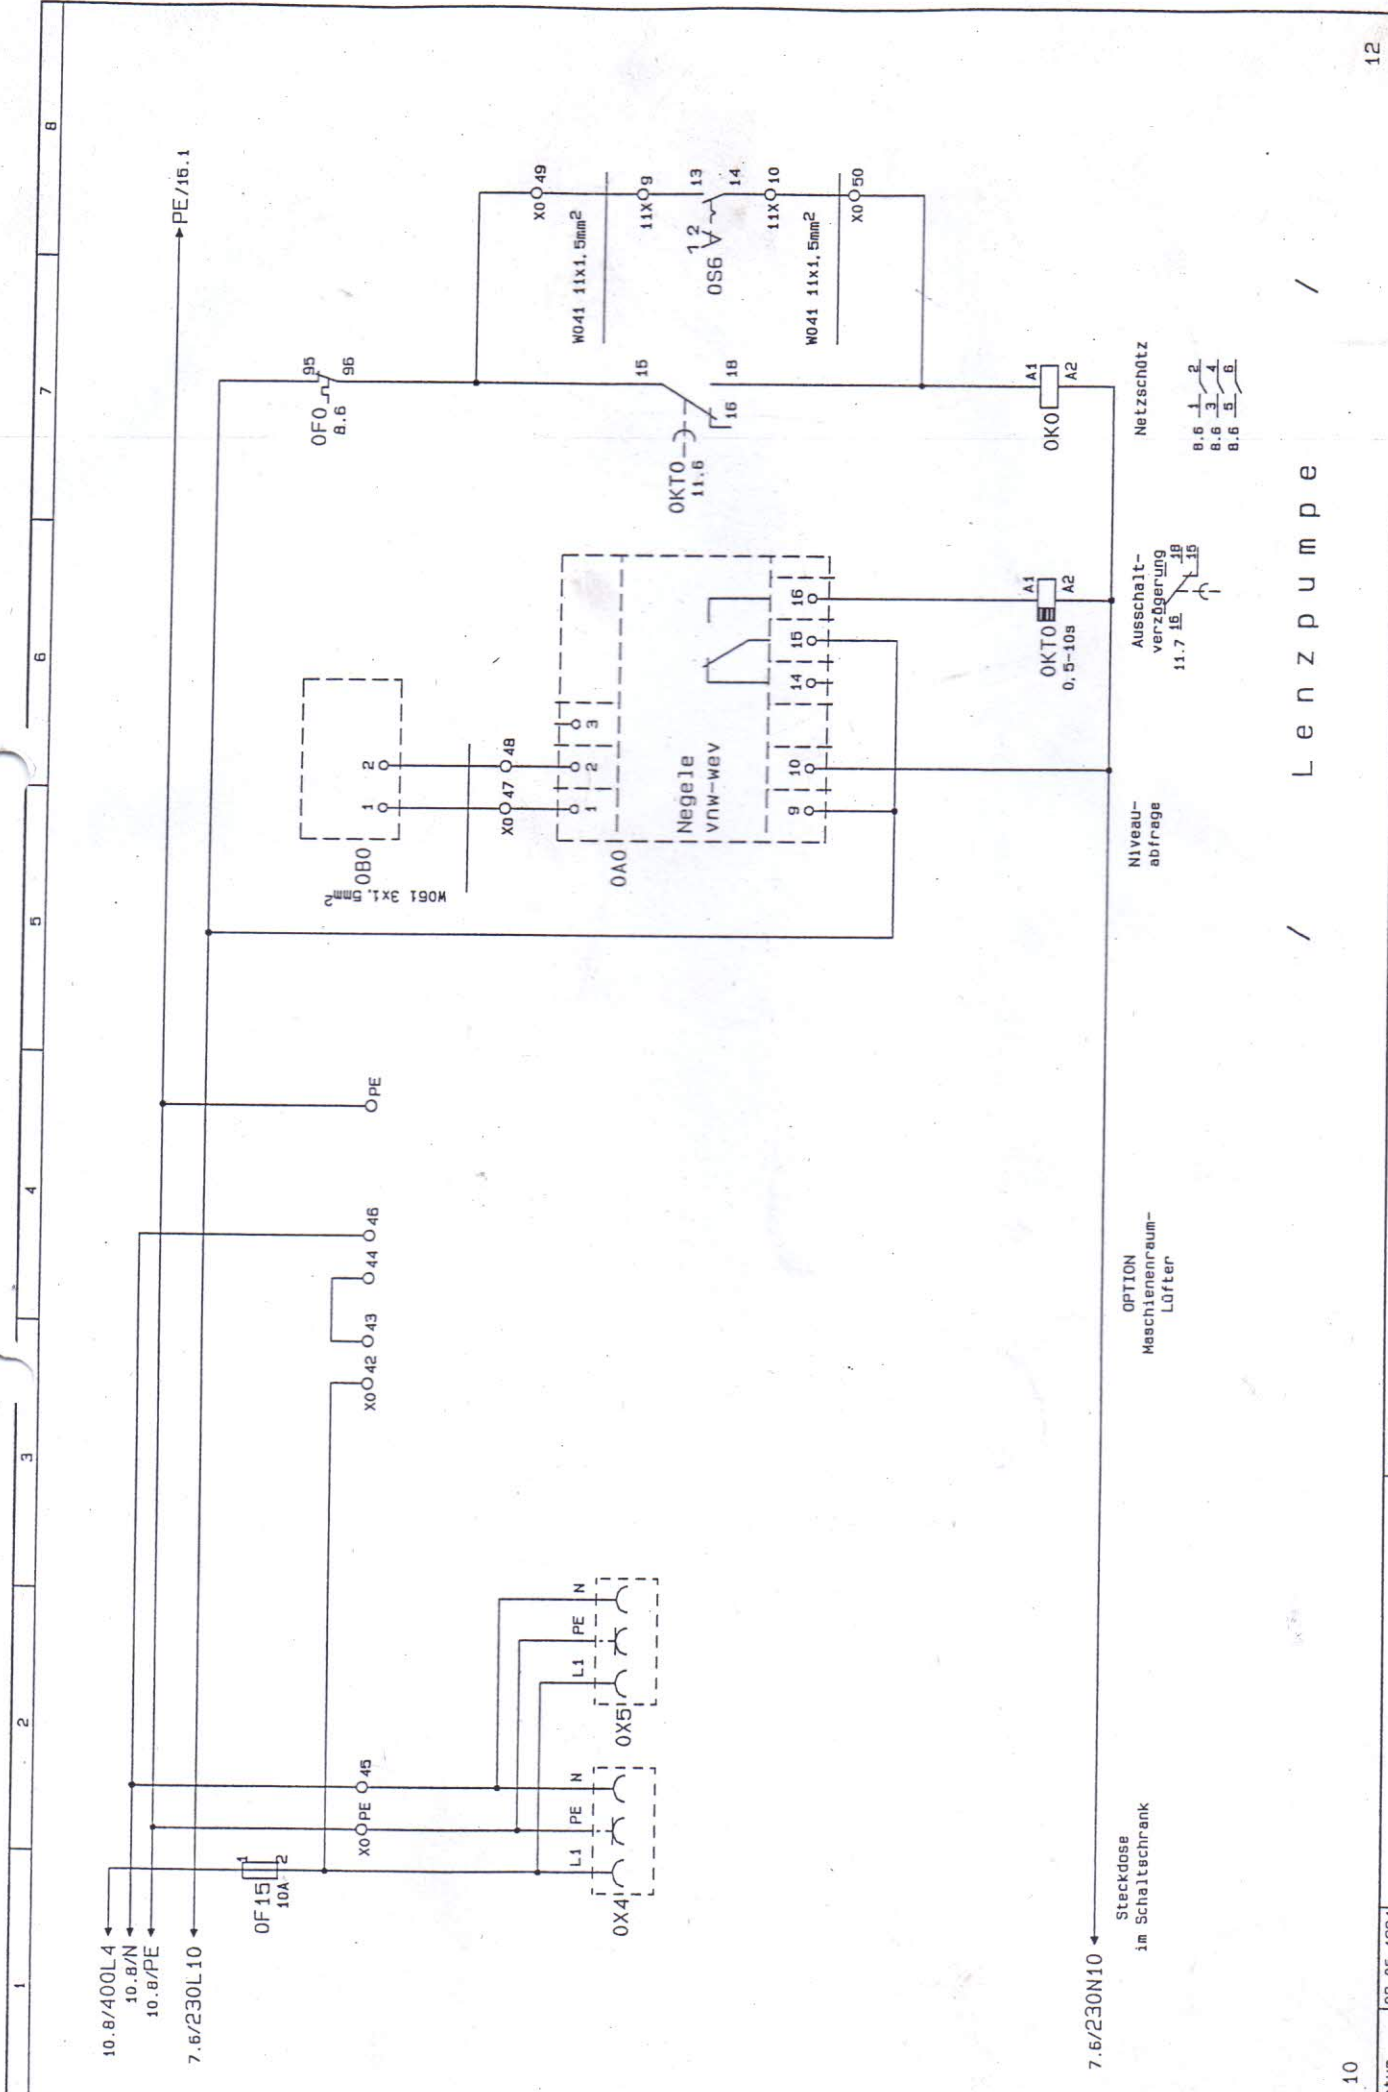 1
2
3
4
5
6
7
8
10.8/400L4
10.8/N
10.8/PE
7.6/230L10
PE/16.1
0F15
10A
1
2
X0
PE
45
X0
42
43
44
46
PE
L1
PE
N
0X4
L1
PE
N
0X5
0B0
1
2
W051 3x1,5mm²
X0
47
48
1
2
3
0A0
Negele
vnw-wev
9
10
14
15
16
0F0
8.6
95
96
0KT0
11.6
15
16
18
X0
49
W041 11x1,5mm²
11X
9
0S6
1 2
13
14
11X
10
W041 11x1,5mm²
X0
50
0KT0
0,5-10s
A1
A2
0K0
A1
A2
7.6/230N10
Steckdose
im Schaltschrank
OPTION
Maschienenraum-
Lüfter
Niveau-
abfrage
Ausschalt-
verzögerung
11.7 16
18
15
Netzschütz
8.6 1 2
8.6 3 4
8.6 5 6
/ Lenzpumpe /
10
12